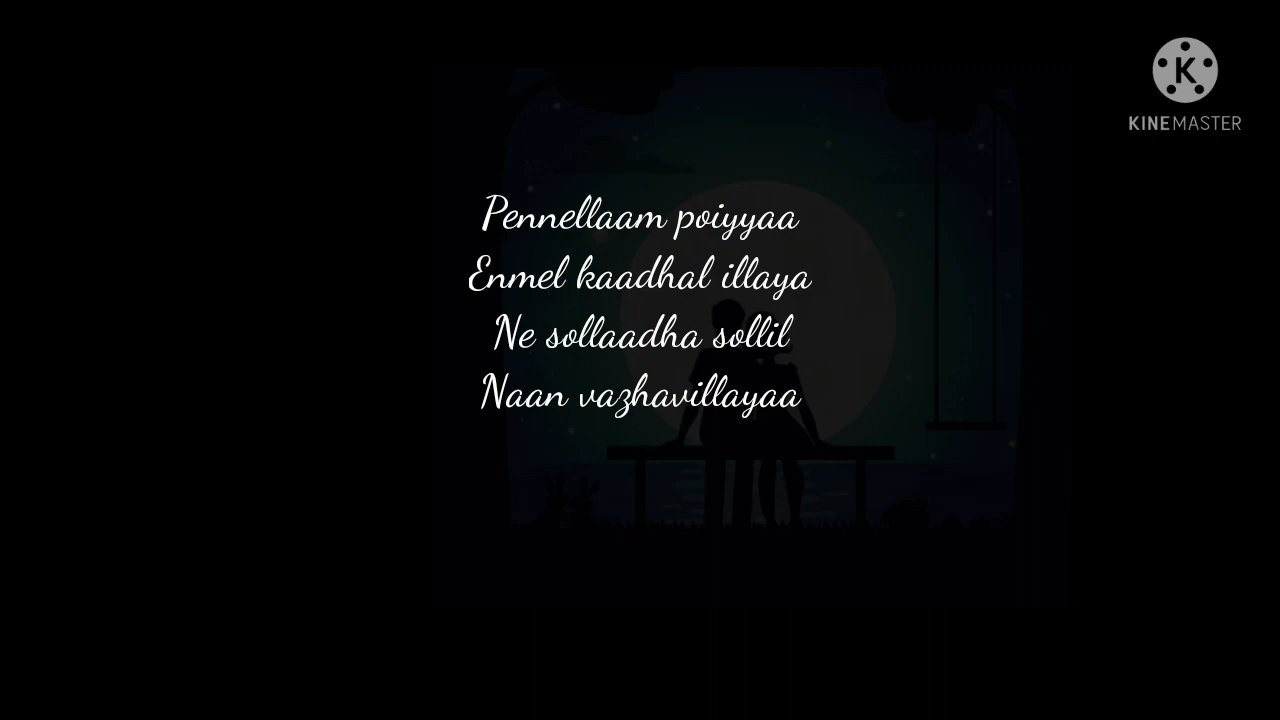 Pennellaam poiyyaa
Enmel kaadhal illaya
Ne sollaadha sollil
Naan vazhavillayaa
K
KINEMASTER